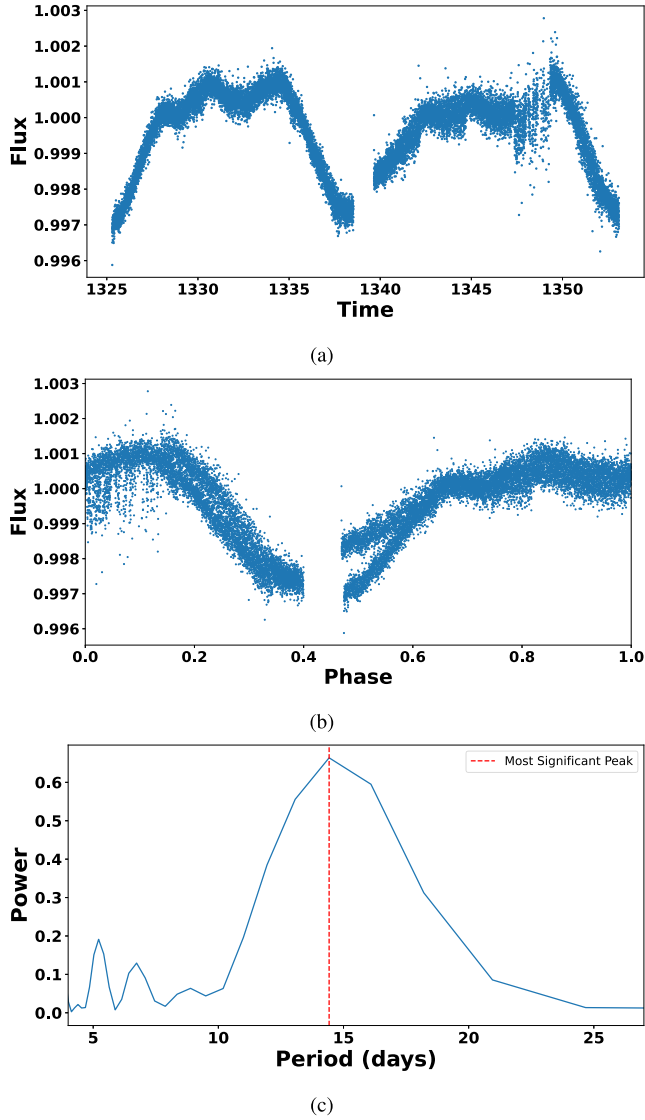 1.003
1.002
1.001
1.000
0.999
0.998
0.997
0.996
Flux
1325 1330 1335 1340 1345 1350
Time
(a)
1.003
1.002
1.001
1.000
0.999
0.998
0.997
0.996
Flux
0.0 0.2 0.4 0.6 0.8 1.0
Phase
(b)
Most Significant Peak
0.6
0.5
0.4
0.3
0.2
0.1
0.0
Power
5 10 15 20 25
Period (days)
(c)